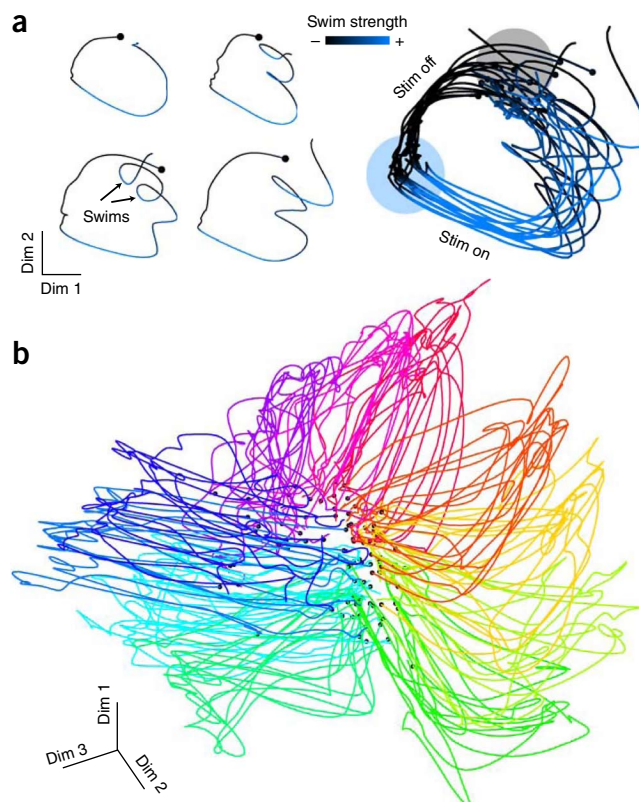 a
Swim strength
– +
Stim off
Swims
Stim on
Dim 2
Dim 1
b
Dim 1
Dim 3
Dim 2